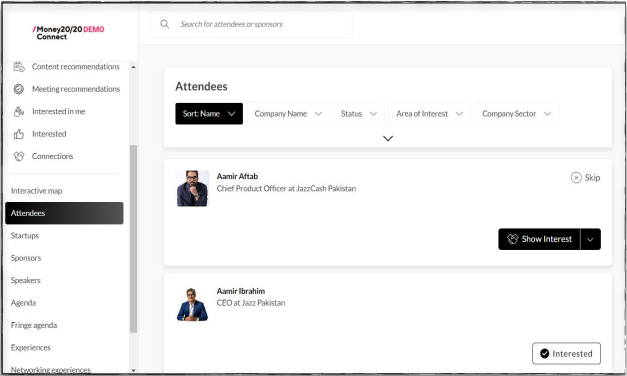 /Money20/20 DEMO
Connect
Search for attendees or sponsors
Content recommendations
Meeting recommendations
Interested in me
Interested
Connections
Interactive map
Attendees
Startups
Sponsors
Speakers
Agenda
Fringe agenda
Experiences
Networking experiences
Attendees
Sort: Name
Company Name
Status
Area of Interest
Company Sector
Aamir Aftab
Skip
Chief Product Officer at JazzCash Pakistan
Show Interest
Aamir Ibrahim
CEO at Jazz Pakistan
Interested